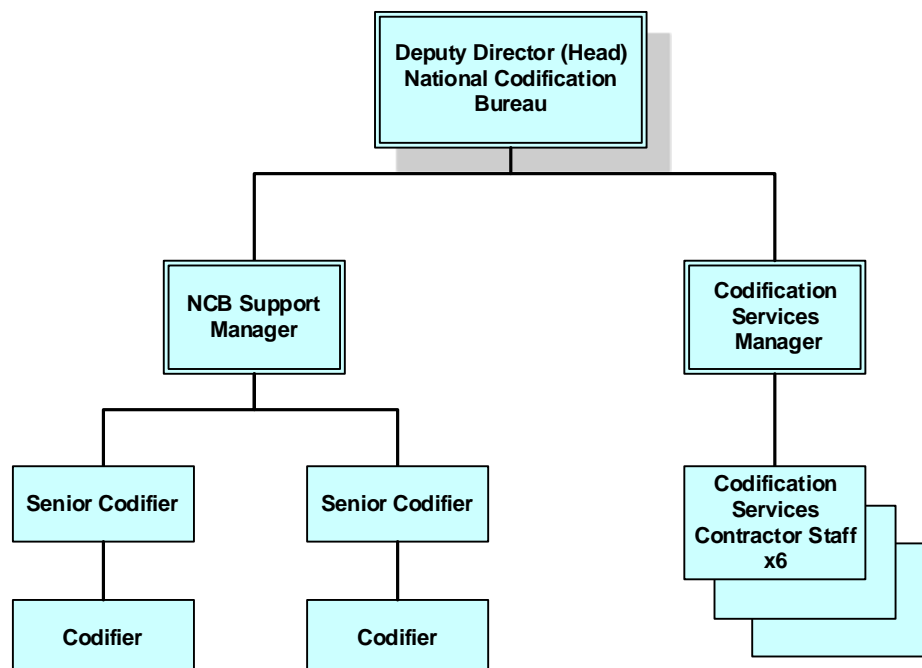 Deputy Director (Head)
National Codification
Bureau
NCB Support
Manager
Codification
Services
Manager
Senior Codifier
Senior Codifier
Codification
Services
Contractor Staff
x6
Codifier
Codifier